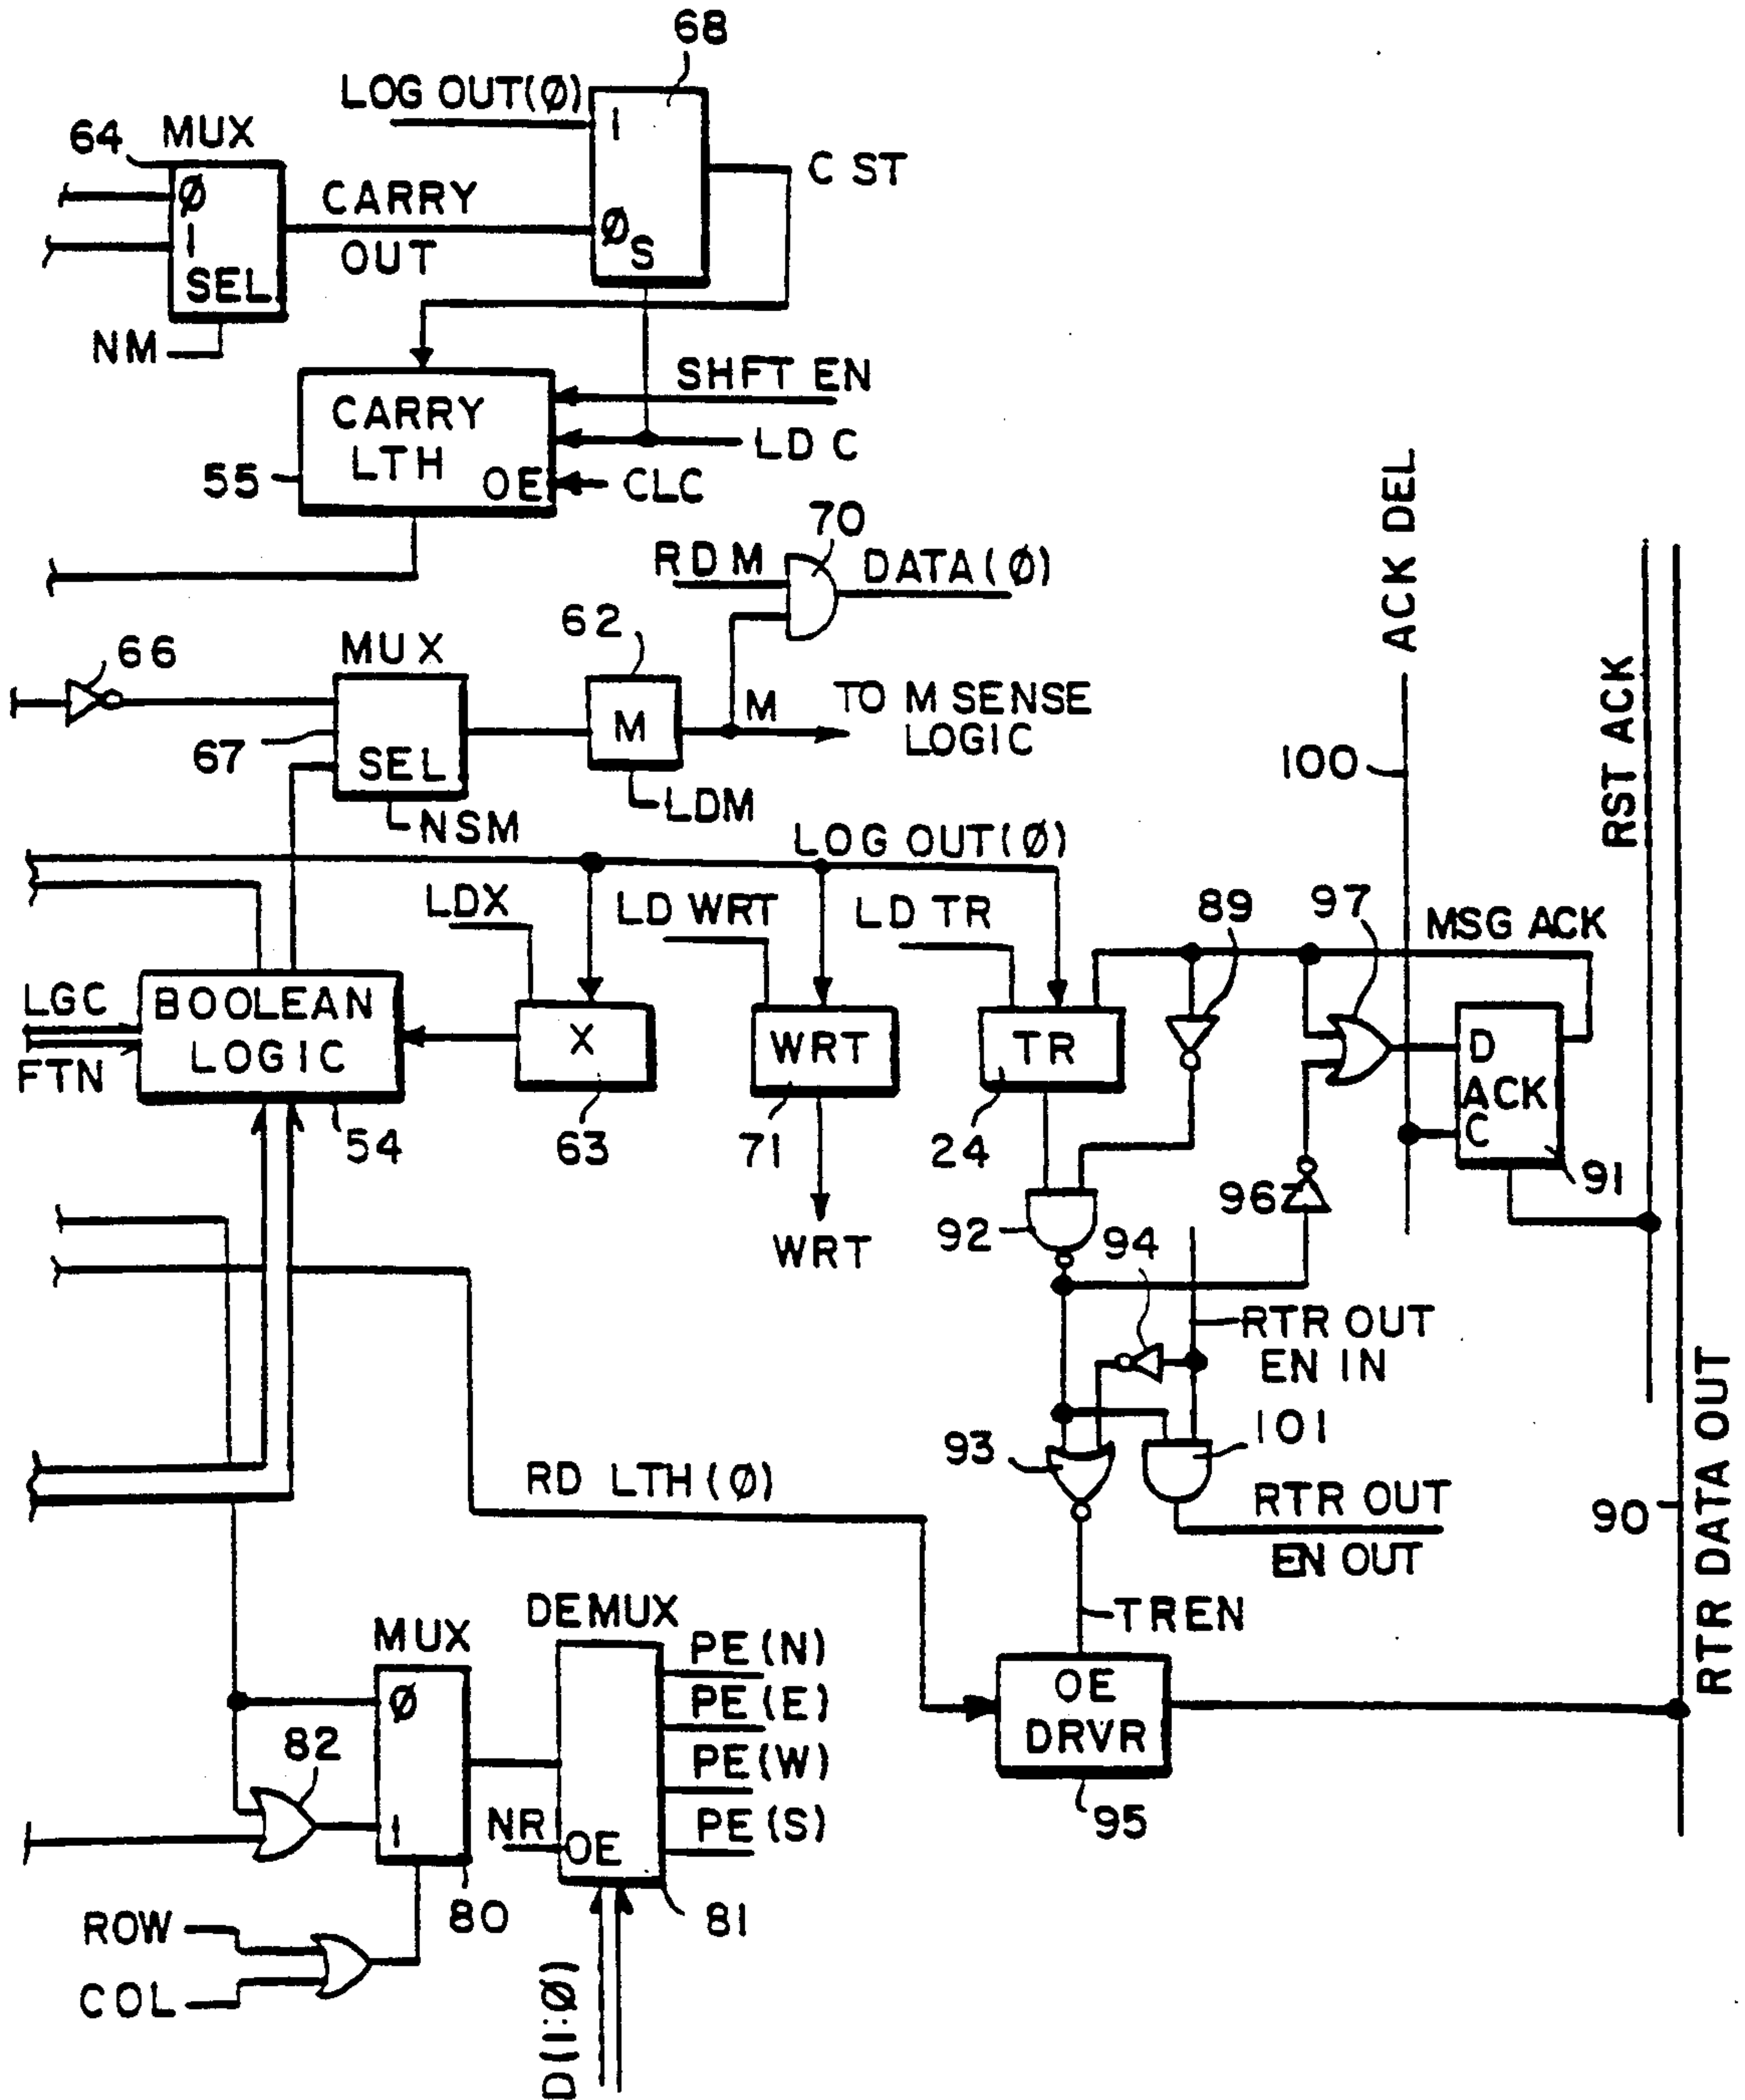 68
LOG OUT(Ø)
1
64
MUX
C ST
Ø
CARRY
Ø
1
OUT
S
SEL
NM
SHFT EN
CARRY
LTH
LD C
55
OE
CLC
ACK DEL
70
RDM
DATA(Ø)
62
66
MUX
RST ACK
M
M
TO M SENSE
LOGIC
67
SEL
100
LDM
NSM
LOG OUT(Ø)
LDX
LD WRT
LD TR
89
97
MSG ACK
LGC
FTN
BOOLEAN
LOGIC
X
WRT
TR
D
ACK
C
54
63
71
24
91
96
92
94
WRT
RTR OUT
EN IN
RTR DATA OUT
93
101
RD LTH(Ø)
RTR OUT
EN OUT
90
DEMUX
TREN
MUX
PE(N)
PE(E)
PE(W)
PE(S)
Ø
OE
DRVR
82
1
NR
OE
95
80
81
ROW
COL
D(1:Ø)